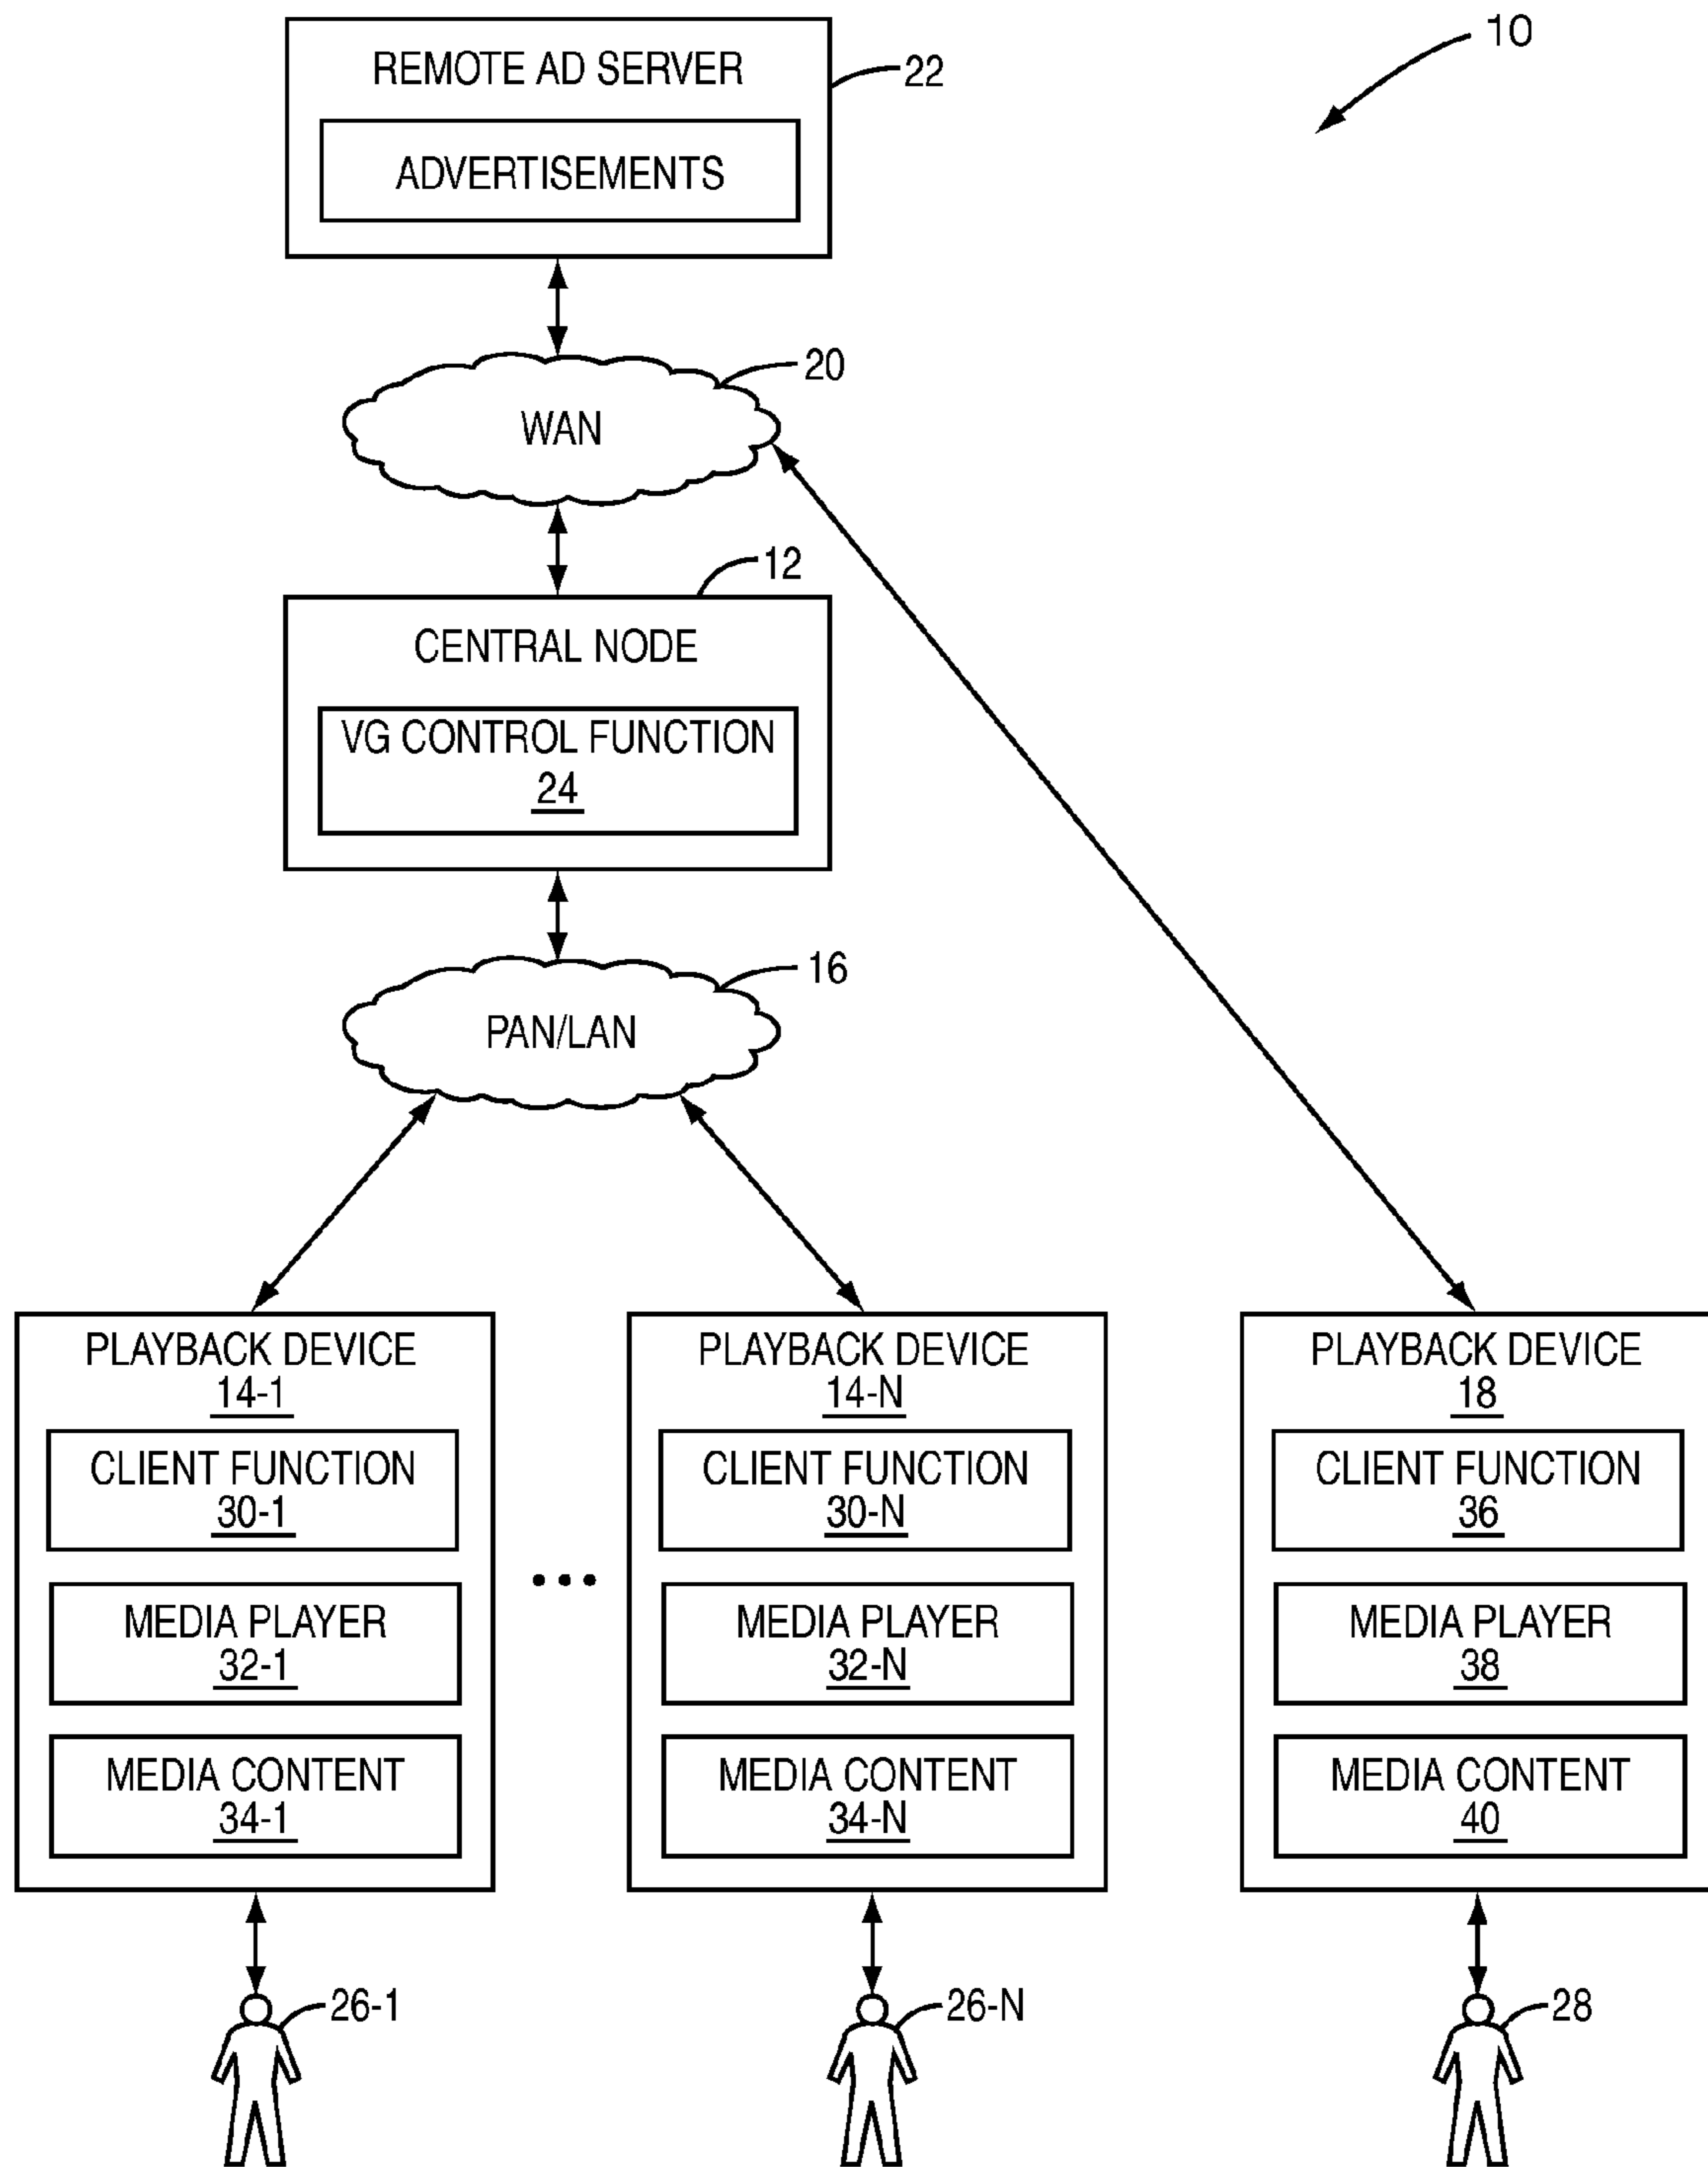 10
REMOTE AD SERVER
22
ADVERTISEMENTS
20
WAN
12
CENTRAL NODE
VG CONTROL FUNCTION
24
16
PAN/LAN
PLAYBACK DEVICE
14-1
CLIENT FUNCTION
30-1
MEDIA PLAYER
32-1
MEDIA CONTENT
34-1
26-1
PLAYBACK DEVICE
14-N
CLIENT FUNCTION
30-N
MEDIA PLAYER
32-N
MEDIA CONTENT
34-N
26-N
PLAYBACK DEVICE
18
CLIENT FUNCTION
36
MEDIA PLAYER
38
MEDIA CONTENT
40
28